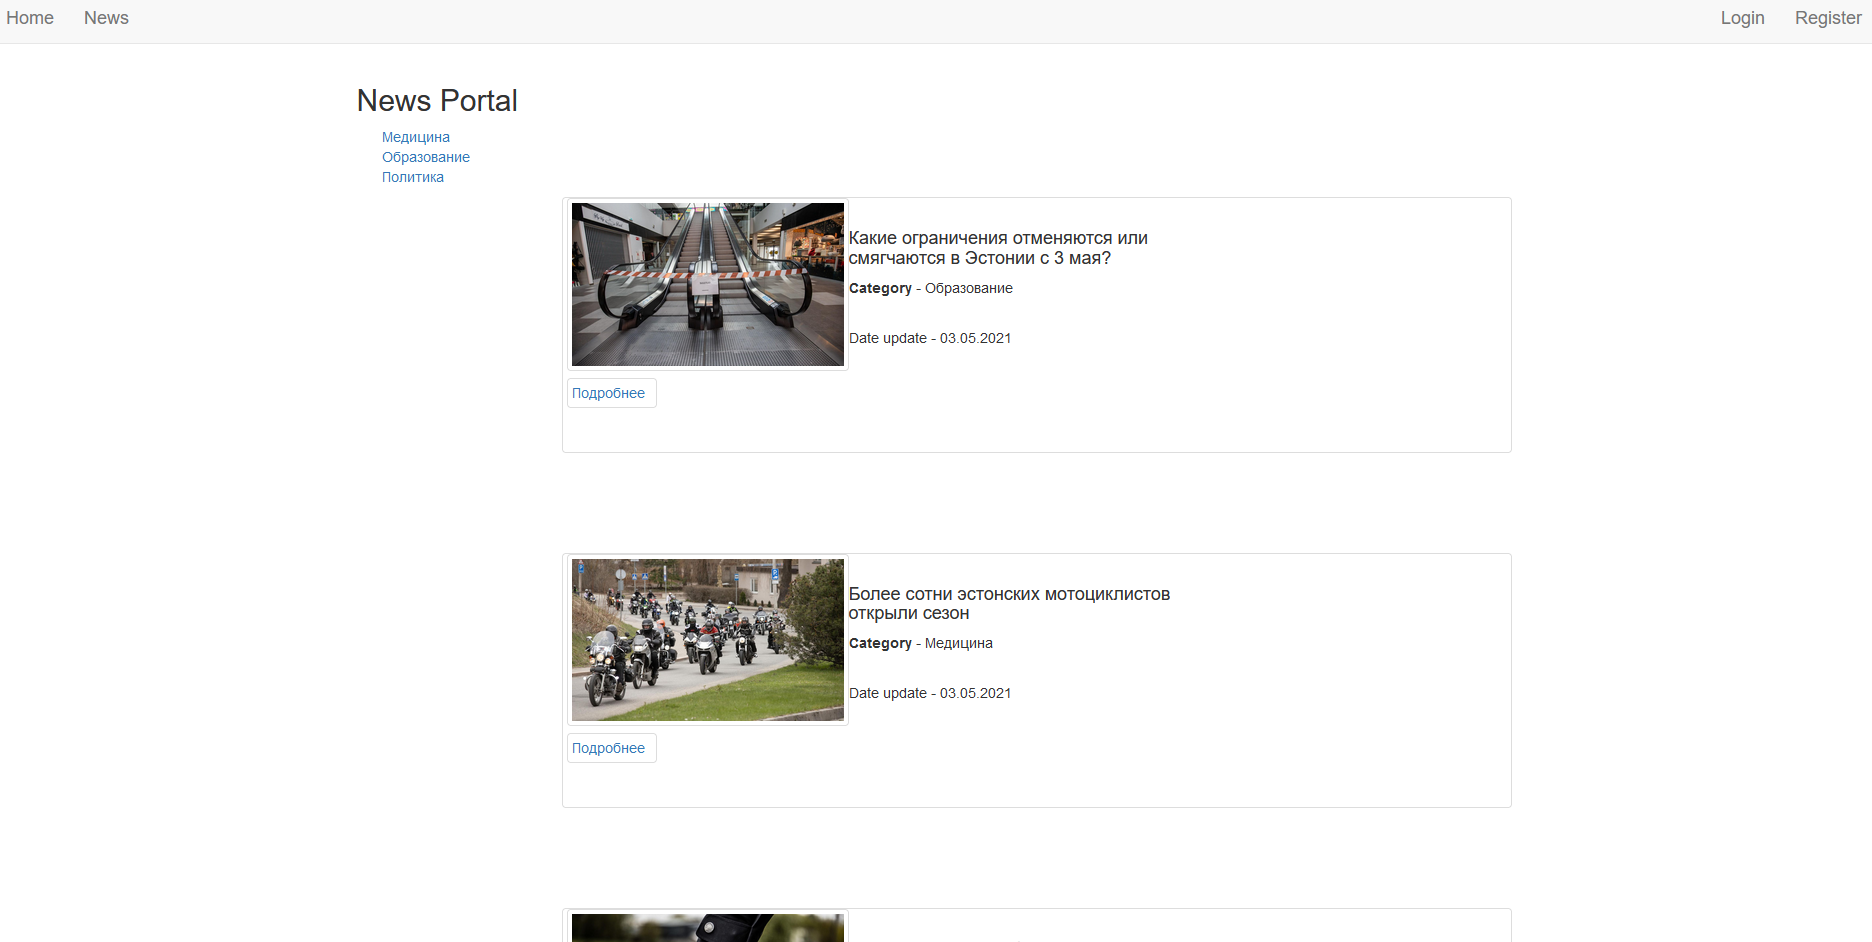 Home News Login Register
News Portal
Медицина
Образование
Политика
Какие ограничения отменяются или
смягчаются в Эстонии с 3 мая?
Category - Образование
Date update - 03.05.2021
Подробнее
Более сотни эстонских мотоциклистов
открыли сезон
Category - Медицина
Date update - 03.05.2021
Подробнее